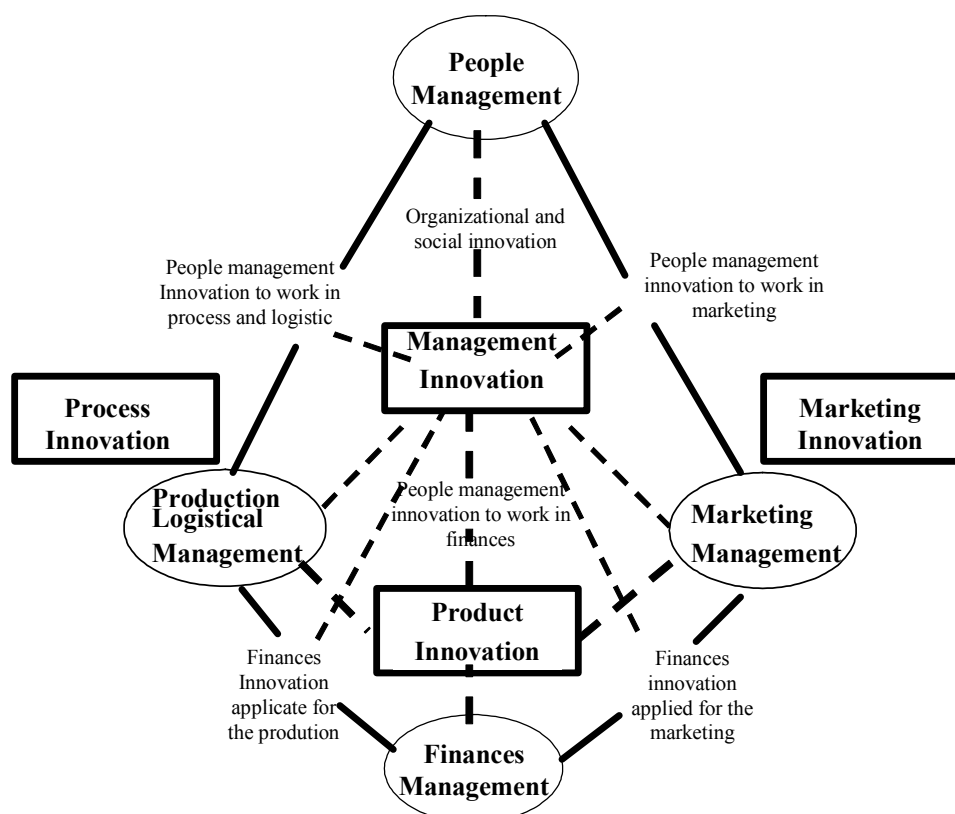 People
Management
Organizational and
social innovation
People management
Innovation to work in
process and logistic
People management
innovation to work in
marketing
Management
Innovation
Process
Innovation
Marketing
Innovation
Production
Logistical
Management
People management
innovation to work in
finances
Marketing
Management
Product
Innovation
Finances
Innovation
applicate for
the prodution
Finances
innovation
applied for the
marketing
Finances
Management